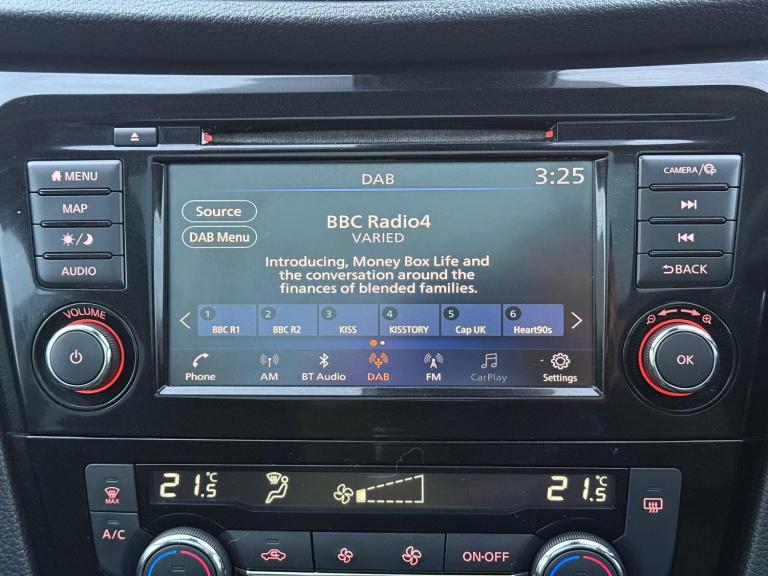 MENU
MAP
AUDIO
VOLUME
DAB
3:25
Source
DAB Menu
BBC Radio4
VARIED
Introducing, Money Box Life and
the conversation around the
finances of blended families.
1 BBC R1
2 BBC R2
3 KISS
4 KISSTORY
5 Cap UK
6 Heart90s
Phone
AM
BT Audio
DAB
FM
CarPlay
Settings
CAMERA/
BACK
OK
MAX
A/C
21.5°C
21.5°C
ON·OFF